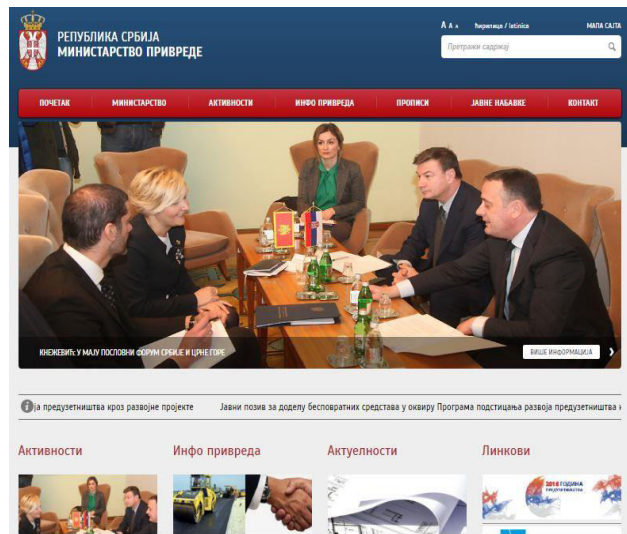 A A A
ћирилица / latinica
МАПА САЈТА
РЕПУБЛИКА СРБИЈА
МИНИСТАРСТВО ПРИВРЕДЕ
Претражи садржај
ПОЧЕТАК МИНИСТАРСТВО АКТИВНОСТИ ИНФО ПРИВРЕДА ПРОПИСИ ЈАВНЕ НАБАВКЕ КОНТАКТ
КНЕЖЕВИЋ: У МАЈУ ПОСЛОВНИ ФОРУМ СРБИЈЕ И ЦРНЕ ГОРЕ
ВИШЕ ИНФОРМАЦИЈА
ја предузетништва кроз развојне пројекте Јавни позив за доделу бесповратних средстава у оквиру Програма подстицања развоја предузетништва
Активности Инфо привреда Актуелности Линкови
2016 ГОДИНА
ПРЕДУЗЕТНИШТВА